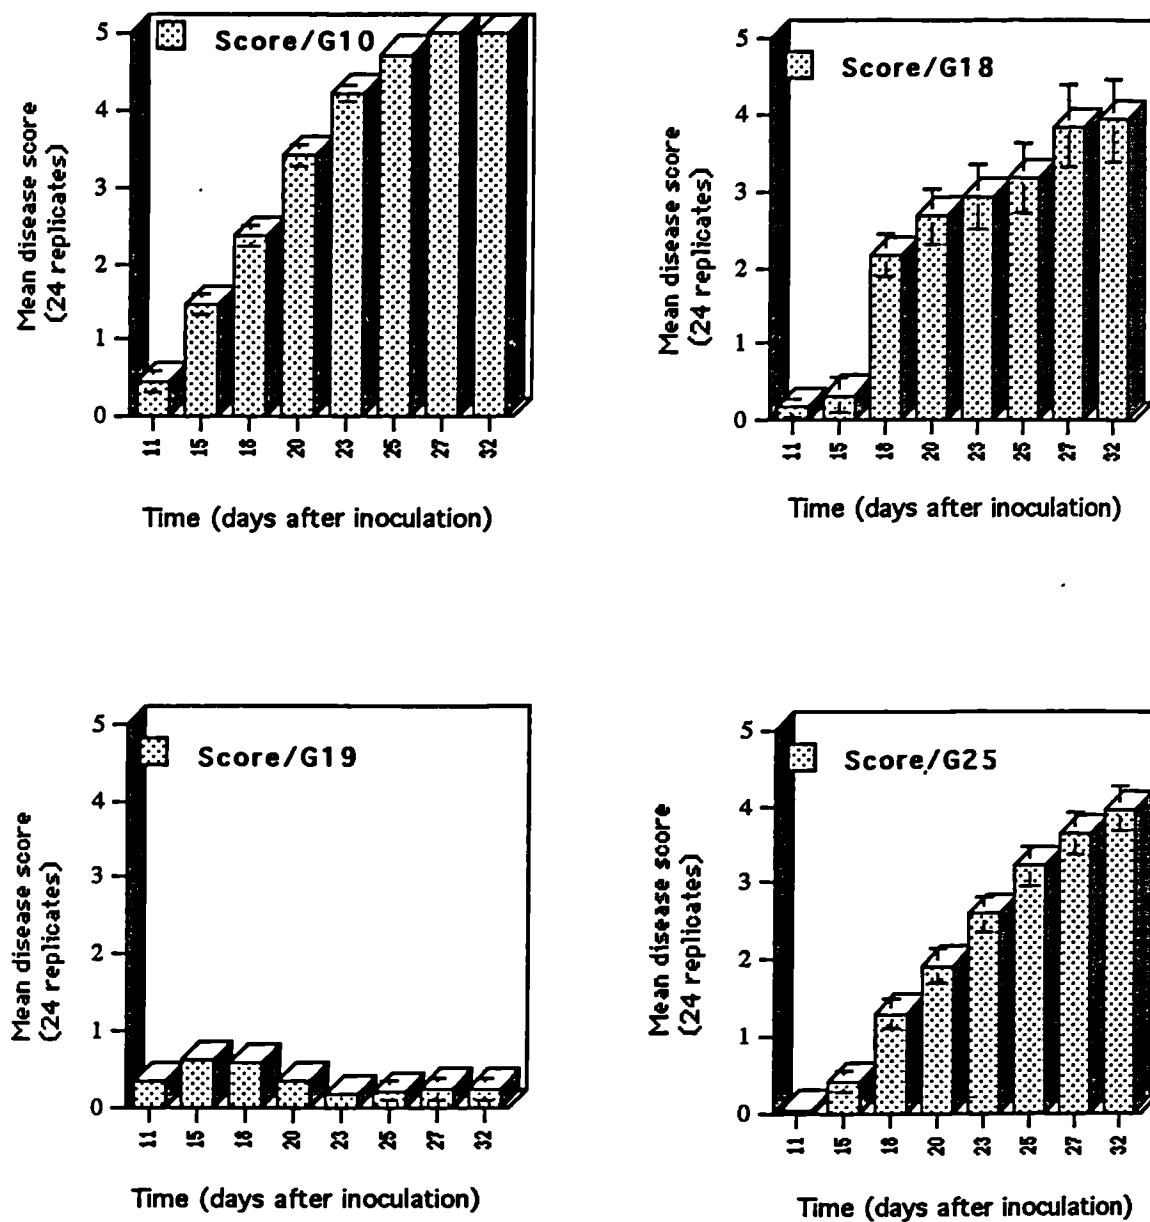 Score/G10
Mean disease score
(24 replicates)
5
4
3
2
1
0
11 15 18 20 23 25 27 32
Time (days after inoculation)
Score/G18
Mean disease score
(24 replicates)
5
4
3
2
1
0
11 15 18 20 23 25 27 32
Time (days after inoculation)
Score/G19
Mean disease score
(24 replicates)
5
4
3
2
1
0
11 15 18 20 23 25 27 32
Time (days after inoculation)
Score/G25
Mean disease score
(24 replicates)
5
4
3
2
1
0
11 15 18 20 23 25 27 32
Time (days after inoculation)